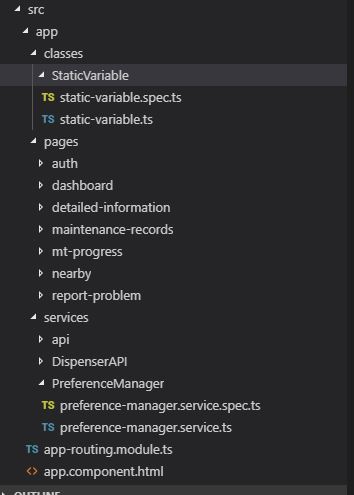 src
app
classes
StaticVariable
TS static-variable.spec.ts
TS static-variable.ts
pages
auth
dashboard
detailed-information
maintenance-records
mt-progress
nearby
report-problem
services
api
DispenserAPI
PreferenceManager
TS preference-manager.service.spec.ts
TS preference-manager.service.ts
TS app-routing.module.ts
<> app.component.html
OUTLINE